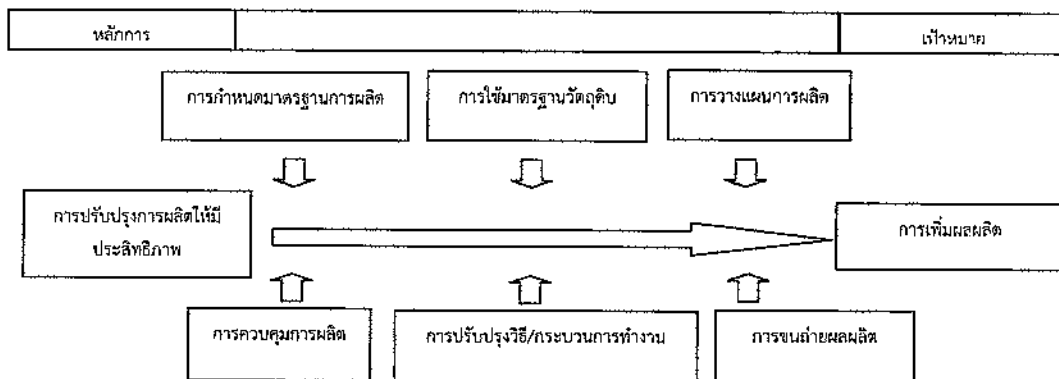 หลักการ
เป้าหมาย
การกำหนดมาตรฐานการผลิต
การใช้มาตรฐานวัตถุดิบ
การวางแผนการผลิต
การปรับปรุงการผลิตให้มี
ประสิทธิภาพ
การเพิ่มผลผลิต
การควบคุมการผลิต
การปรับปรุงวิธี/กระบวนการทำงาน
การขนถ่ายผลผลิต